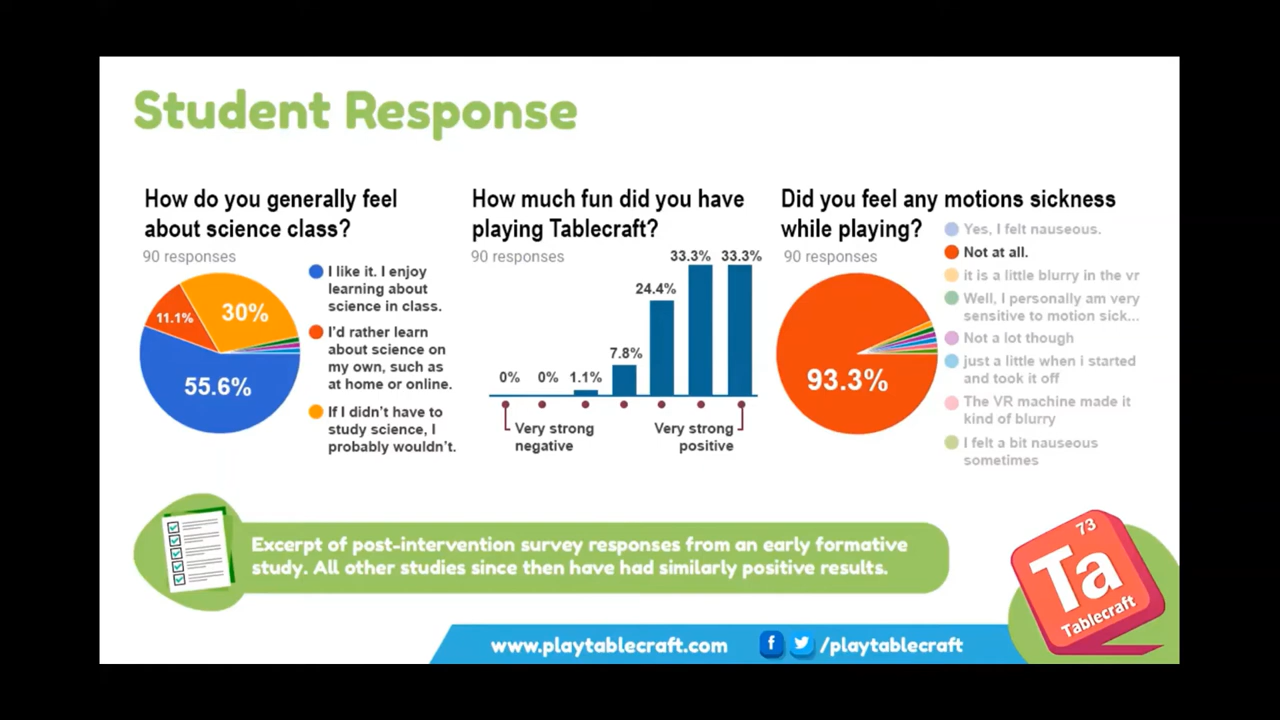 Student Response
How do you generally feel
about science class?
90 responses
30%
11.1%
55.6%
I like it. I enjoy
learning about
science in class.
I'd rather learn
about science on
my own, such as
at home or online.
If I didn't have to
study science, I
probably wouldn't.
How much fun did you have
playing Tablecraft?
90 responses
0%
0%
1.1%
7.8%
24.4%
33.3%
33.3%
Very strong
negative
Very strong
positive
Did you feel any motions sickness
while playing?
90 responses
93.3%
Yes, I felt nauseous.
Not at all.
it is a little blurry in the vr
Well, I personally am very
sensitive to motion sick...
Not a lot though
just a little when i started
and took it off
The VR machine made it
kind of blurry
I felt a bit nauseous
sometimes
Excerpt of post-intervention survey responses from an early formative
study. All other studies since then have had similarly positive results.
73
Ta
Tablecraft
www.playtablecraft.com
f
/playtablecraft